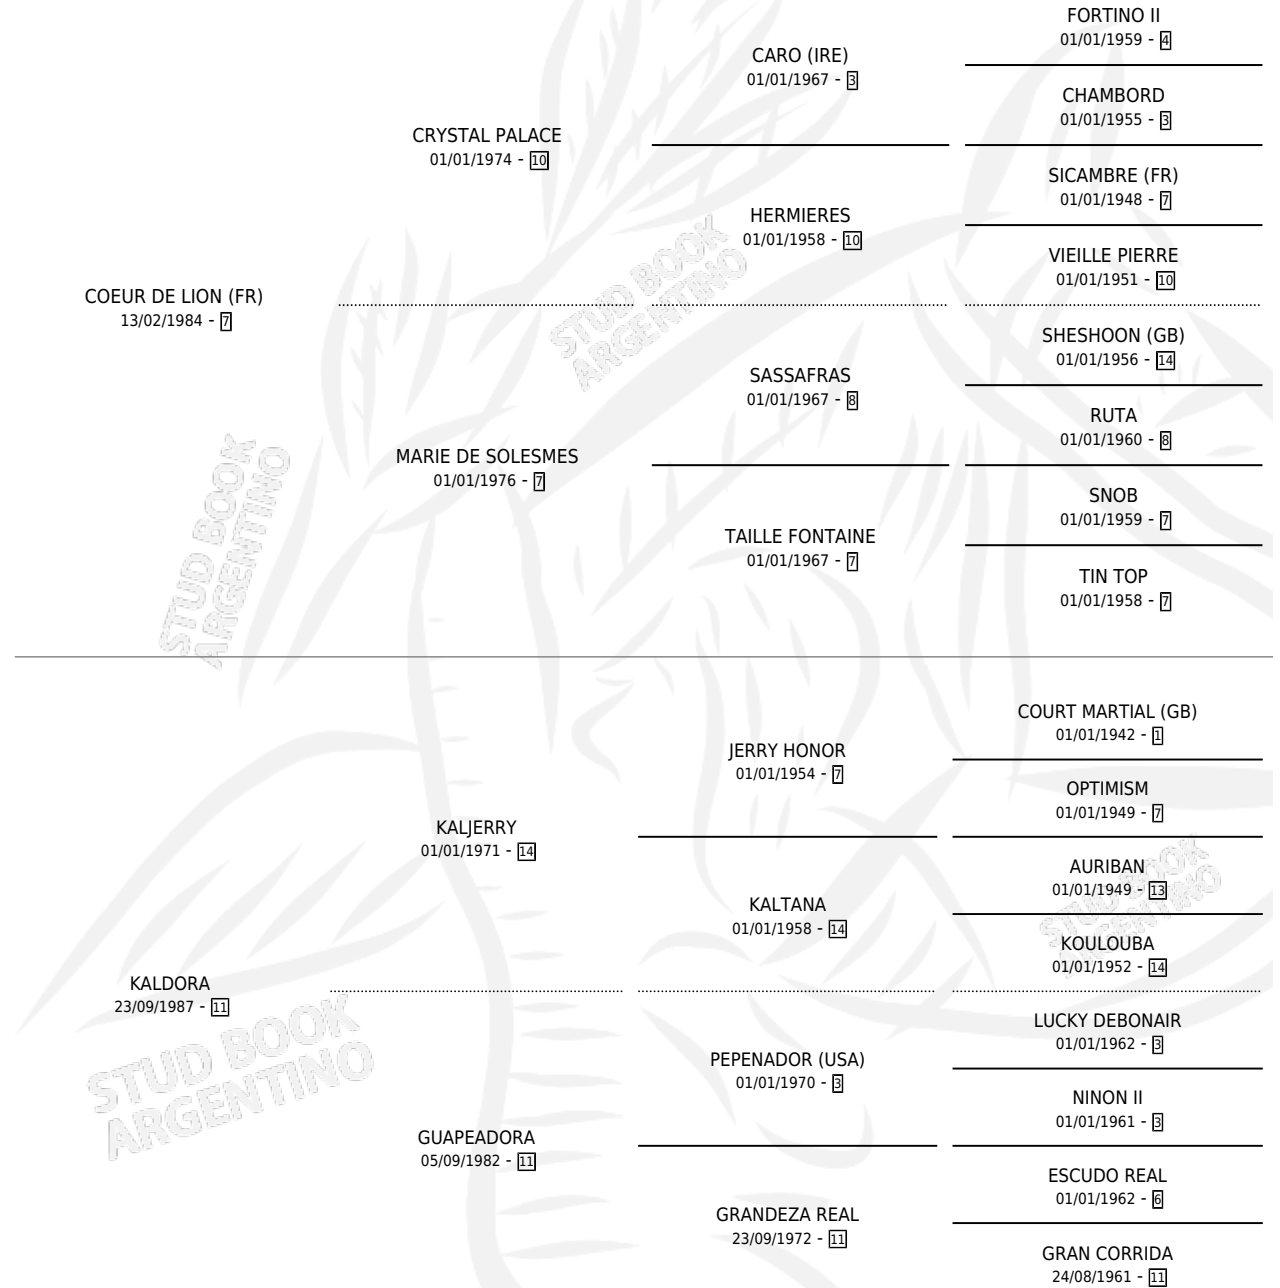 FORTINO II
01/01/1959 - 4
CARO (IRE)
01/01/1967 - 3
CHAMBORD
01/01/1955 - 3
CRYSTAL PALACE
01/01/1974 - 10
SICAMBRE (FR)
01/01/1948 - 7
HERMIERES
01/01/1958 - 10
VIEILLE PIERRE
01/01/1951 - 10
COEUR DE LION (FR)
13/02/1984 - 7
STUD BOOK
ARGENTINO
SHESHOON (GB)
01/01/1956 - 14
SASSAFRAS
01/01/1967 - 8
RUTA
01/01/1960 - 8
MARIE DE SOLESMES
01/01/1976 - 7
SNOB
01/01/1959 - 7
TAILLE FONTAINE
01/01/1967 - 7
TIN TOP
01/01/1958 - 7
STUD BOOK
ARGENTINO
COURT MARTIAL (GB)
01/01/1942 - 1
JERRY HONOR
01/01/1954 - 7
OPTIMISM
01/01/1949 - 7
KALJERRY
01/01/1971 - 14
AURIBAN
01/01/1949 - 13
KALTANA
01/01/1958 - 14
STUD BOOK
ARGENTINO
KOULOUBA
01/01/1952 - 14
KALDORA
23/09/1987 - 11
LUCKY DEBONAIR
01/01/1962 - 3
PEPENADOR (USA)
01/01/1970 - 3
STUD BOOK
ARGENTINO
NINON II
01/01/1961 - 3
GUAPEADORA
05/09/1982 - 11
ESCUDO REAL
01/01/1962 - 6
GRANDEZA REAL
23/09/1972 - 11
GRAN CORRIDA
24/08/1961 - 11